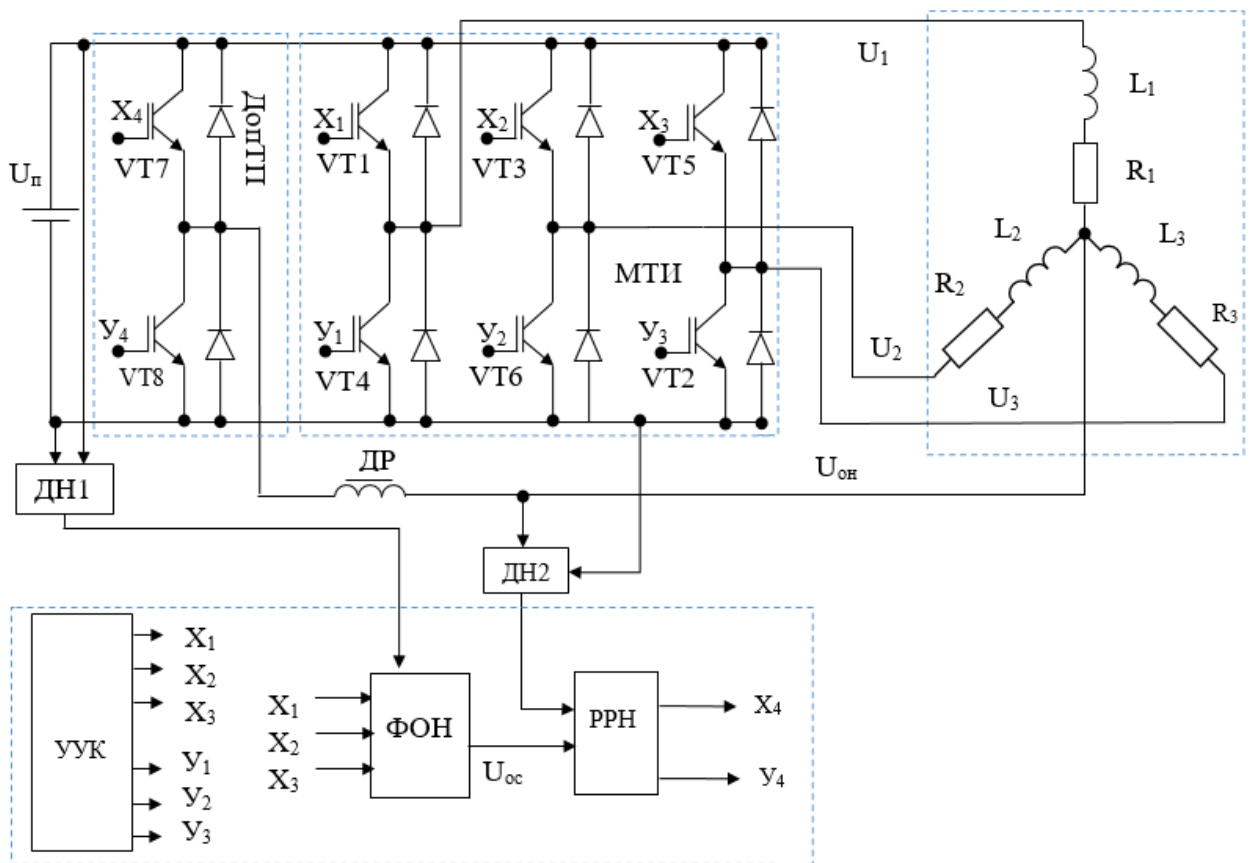 U₁
L₁
X₄
ДопТП
X₁
X₂
X₃
VT7
VT1
VT3
VT5
Uп
R₁
L₂
L₃
МТИ
R₂
R₃
У₄
У₁
У₂
У₃
VT8
VT4
VT6
VT2
U₂
U₃
ДР
Uон
ДН1
ДН2
X₁
X₂
X₃
УУК
У₁
У₂
У₃
X₁
X₂
X₃
ФОН
Uос
РРН
X₄
У₄